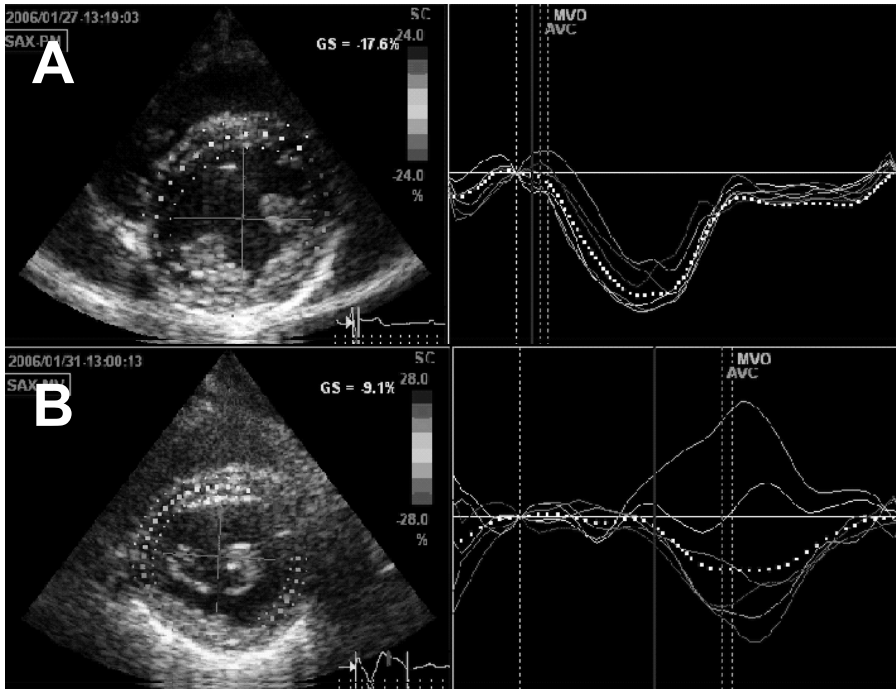 2006/01/27-13:19:03
SAX-PM
A
GS = -17.6%
SC
24.0
-24.0
%
MVO
AVC
2006/01/31-13:00:13
SAX-MV
B
GS = -9.1%
SC
28.0
-28.0
%
MVO
AVC